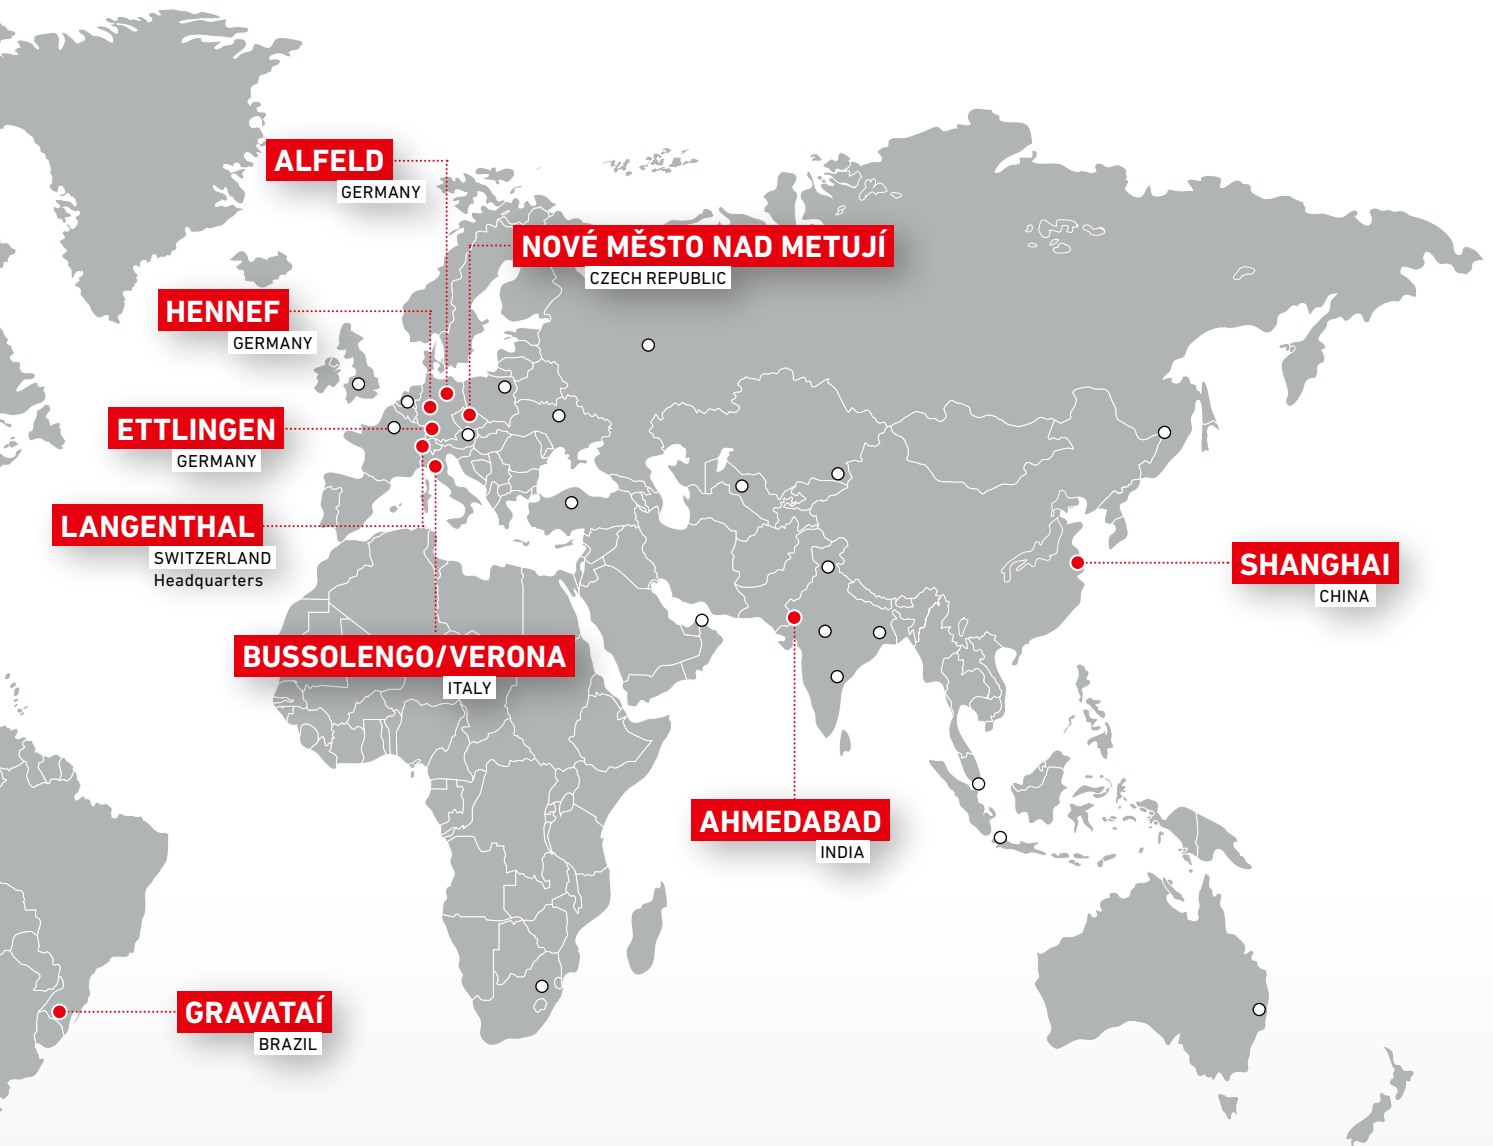 ALFELD
GERMANY
NOVÉ MĚSTO NAD METUJÍ
CZECH REPUBLIC
HENNEF
GERMANY
ETTLINGEN
GERMANY
LANGENTHAL
SWITZERLAND
Headquarters
SHANGHAI
CHINA
BUSSOLENGO/VERONA
ITALY
AHMEDABAD
INDIA
GRAVATAÍ
BRAZIL